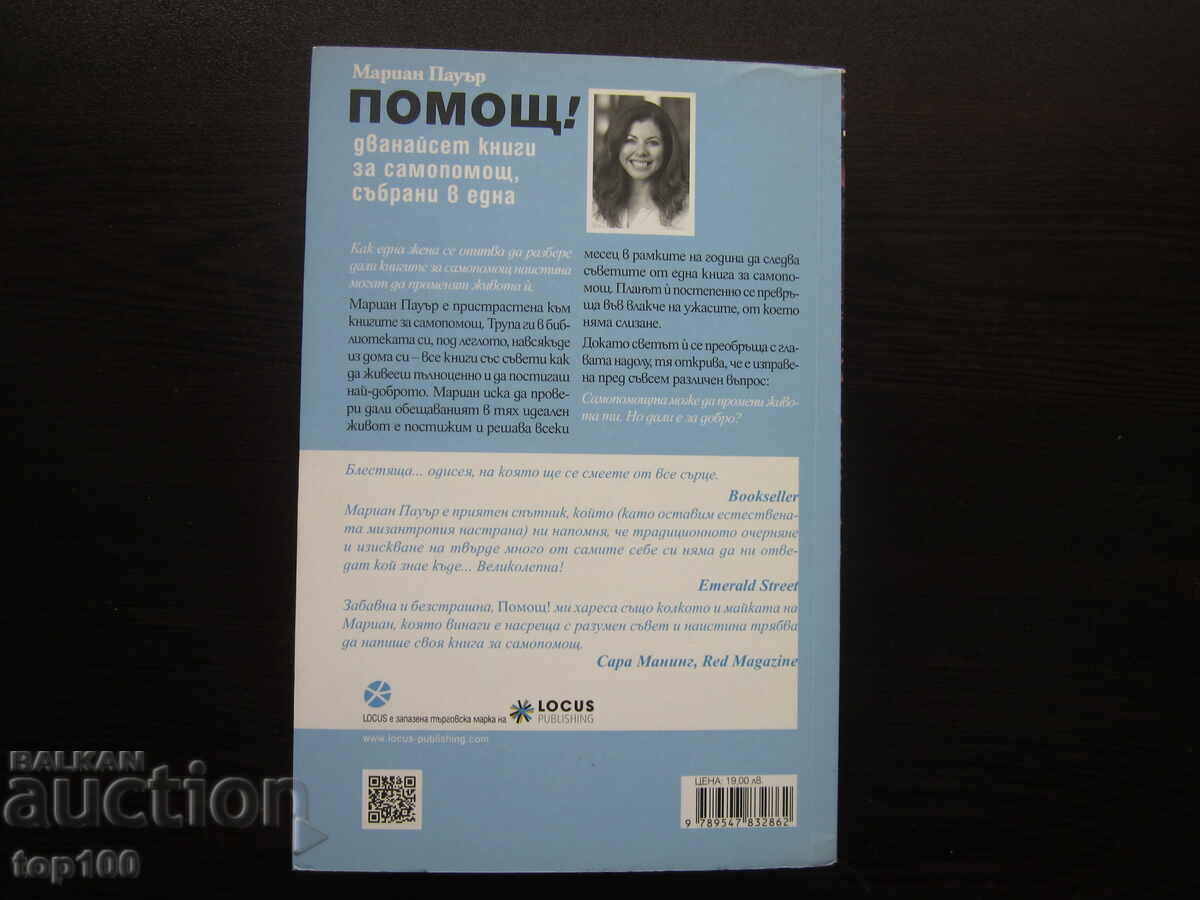 Мариан Пауър
ПОМОЩ!
дванайсет книги
за самопомощ,
събрани в една
Как една жена се опитва да разбере
дали книгите за самопомощ наистина
могат да променят живота ѝ.
Мариан Пауър е пристрастена към
книгите за самопомощ. Трупа ги в биб-
лиотеката си, под леглото, навсякъде
из дома си – все книги със съвети как
да живееш пълноценно и да постигаш
най-доброто. Мариан иска да прове-
ри дали обещаваният в тях идеален
живот е постижим и решава всеки
месец в рамките на година да следва
съветите от една книга за самопо-
мощ. Планът ѝ постепенно се превръ-
ща във влакче на ужасите, от което
няма слизане.
Докато светът ѝ се преобръща с гла-
вата надолу, тя открива, че е изправе-
на пред съвсем различен въпрос:
Самопомощта може да промени живо-
та ти. Но дали е за добро?
Блестяща... одисея, на която ще се смеете от все сърце.
Bookseller
Мариан Пауър е приятен спътник, който (като оставим естествена-
та мизантропия настрана) ни напомня, че традиционното очерняне
и изискване на твърде много от самите себе си няма да ни отве-
дат кой знае къде... Великолепна!
Emerald Street
Забавна и безстрашна, Помощ! ми хареса също колкото и майката на
Мариан, която винаги е насреща с разумен съвет и наистина трябва
да напише своя книга за самопомощ.
Сара Манинг, Red Magazine
LOCUS е запазена търговска марка на
LOCUS
PUBLISHING
www.locus-publishing.com
ЦЕНА: 19,00 лв.
9 789547 832862
BALKAN
auction
top100